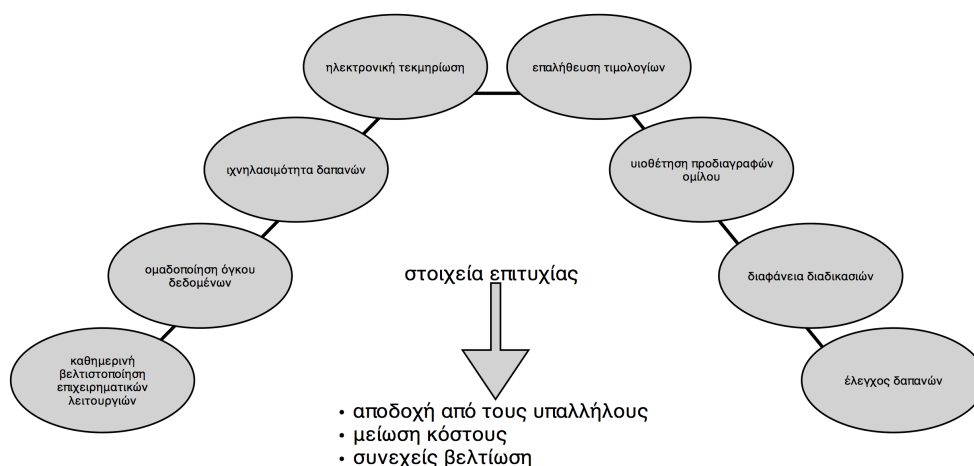 ηλεκτρονική τεκμηρίωση
επαλήθευση τιμολογίων
ιχνηλασιμότητα δαπανών
υιοθέτηση προδιαγραφών
ομίλου
ομαδοποίηση όγκου
δεδομένων
διαφάνεια διαδικασιών
καθημερινή
βελτιστοποίηση
επιχειρηματικών
λειτουργιών
έλεγχος δαπανών
στοιχεία επιτυχίας
• αποδοχή από τους υπαλλήλους
• μείωση κόστους
• συνεχείς βελτίωση